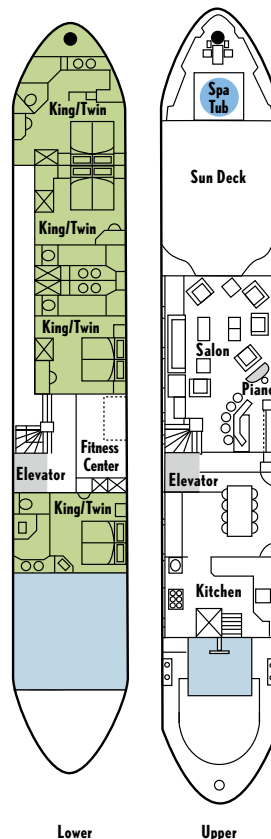 King/Twin
King/Twin
King/Twin
Fitness
Center
Elevator
King/Twin
Lower
Spa
Tub
Sun Deck
Salon
Piano
Elevator
Kitchen
Upper